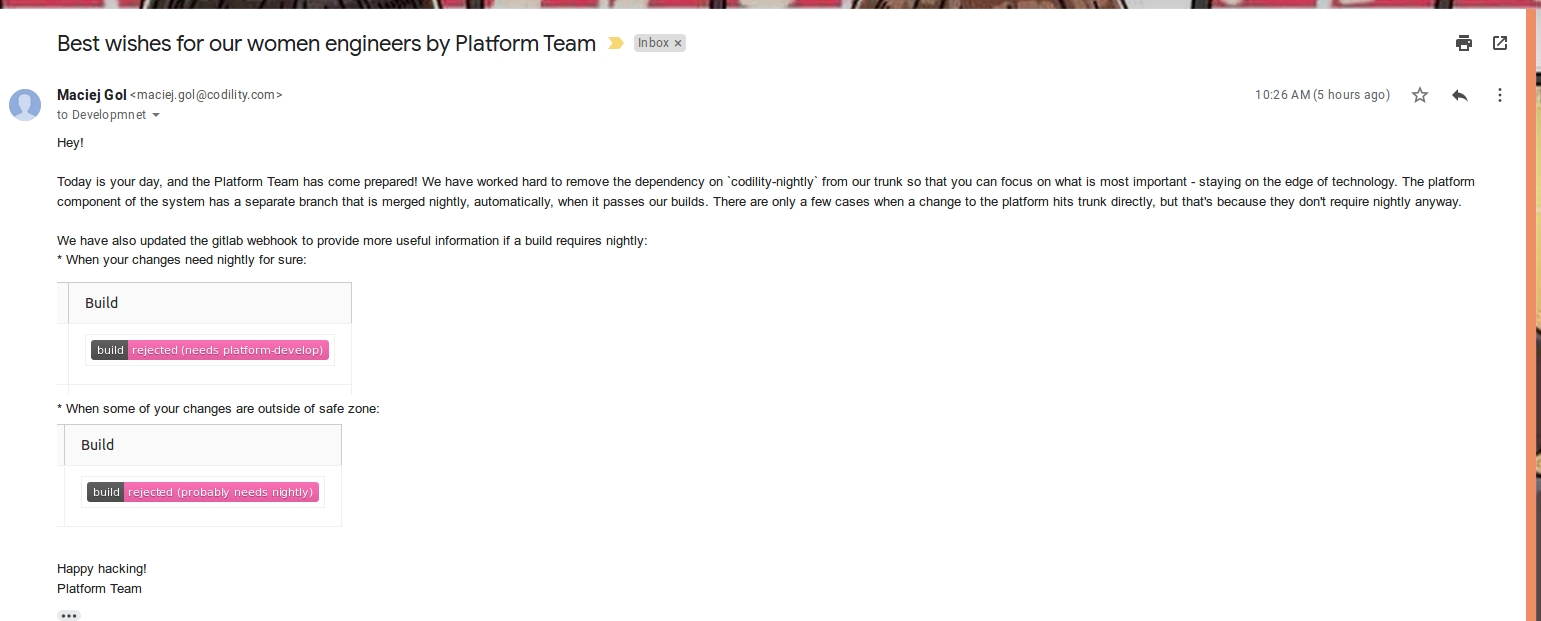 Best wishes for our women engineers by Platform Team Inbox ×
Maciej Gol <maciej.gol@codility.com> 10:26 AM (5 hours ago)
to Developmnet
Hey!
Today is your day, and the Platform Team has come prepared! We have worked hard to remove the dependency on `codility-nightly` from our trunk so that you can focus on what is most important - staying on the edge of technology. The platform
component of the system has a separate branch that is merged nightly, automatically, when it passes our builds. There are only a few cases when a change to the platform hits trunk directly, but that's because they don't require nightly anyway.
We have also updated the gitlab webhook to provide more useful information if a build requires nightly:
* When your changes need nightly for sure:
Build
build rejected (needs platform-develop)
* When some of your changes are outside of safe zone:
Build
build rejected (probably needs nightly)
Happy hacking!
Platform Team